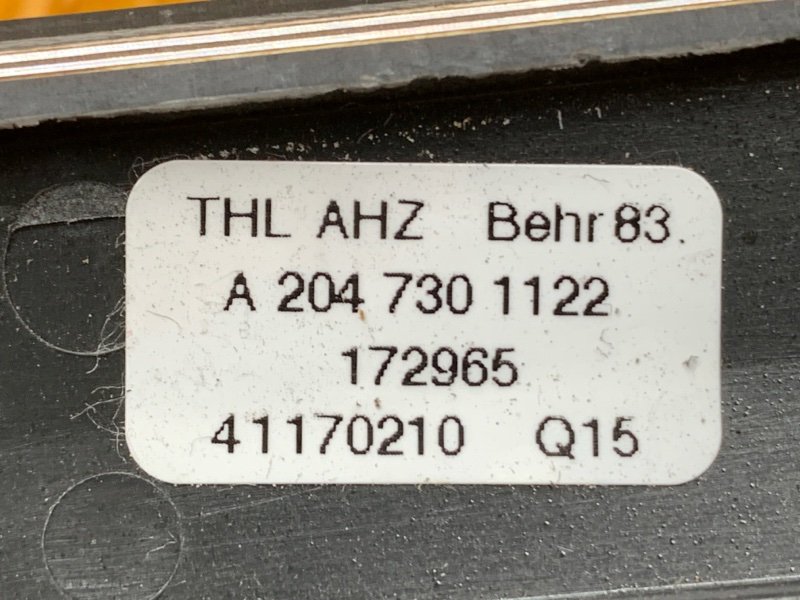 THL AHZ Behr 83.
A 204 730 1122
172965
41170210 Q15